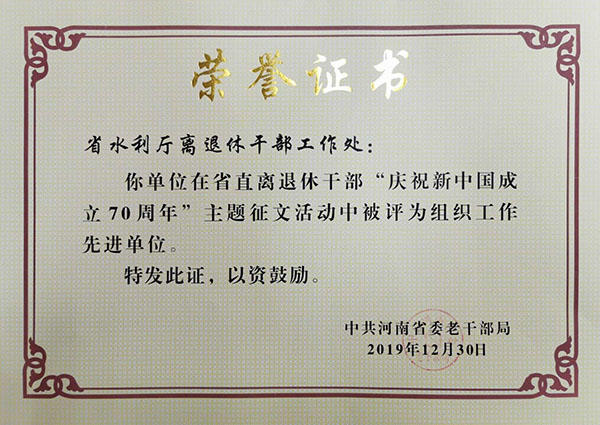 荣誉证书
省水利厅离退休干部工作处：
你单位在省直离退休干部“庆祝新中国成
立70周年”主题征文活动中被评为组织工作
先进单位。
特发此证，以资鼓励。
中共河南省委老干部局
2019年12月30日